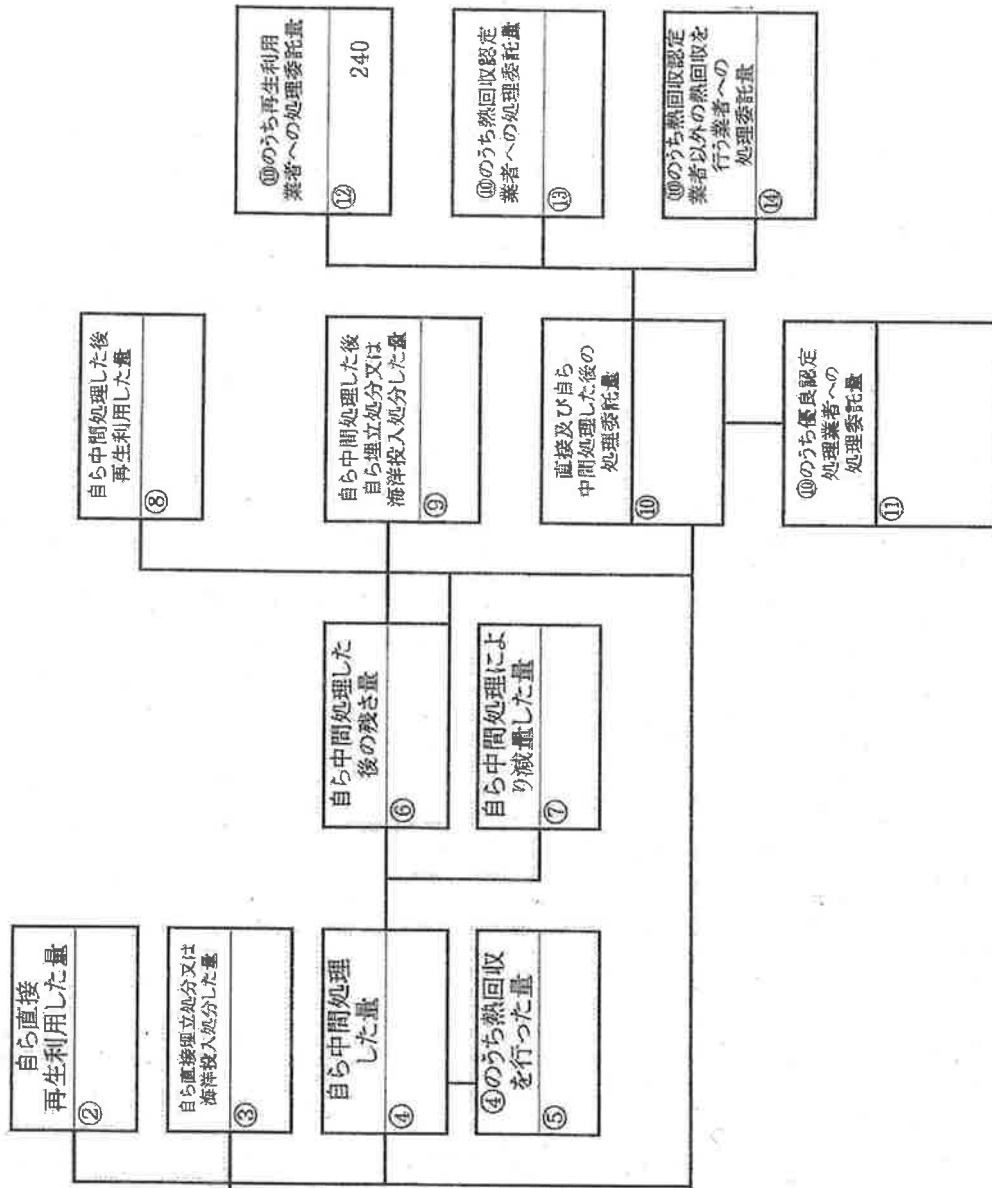 自ら直接
再生利用した量
②
自ら直接埋立処分又は
海洋投入処分した量
③
自ら中間処理
した量
④
④のうち熱回収
を行った量
⑤
自ら中間処理した
後の残さ量
⑥
自ら中間処理によ
り減量した量
⑦
自ら中間処理した後
再生利用した量
⑧
自ら中間処理した後
自ら埋立処分又は
海洋投入処分した量
⑨
直接及び自ら
中間処理した後の
処理委託量
⑩
⑩のうち優良認定
処理業者への
処理委託量
⑪
⑩のうち再生利用
業者への処理委託量
⑫
240
⑩のうち熱回収認定
業者への処理委託量
⑬
⑩のうち熱回収認定
業者以外の熱回収を
行う業者への
処理委託量
⑭